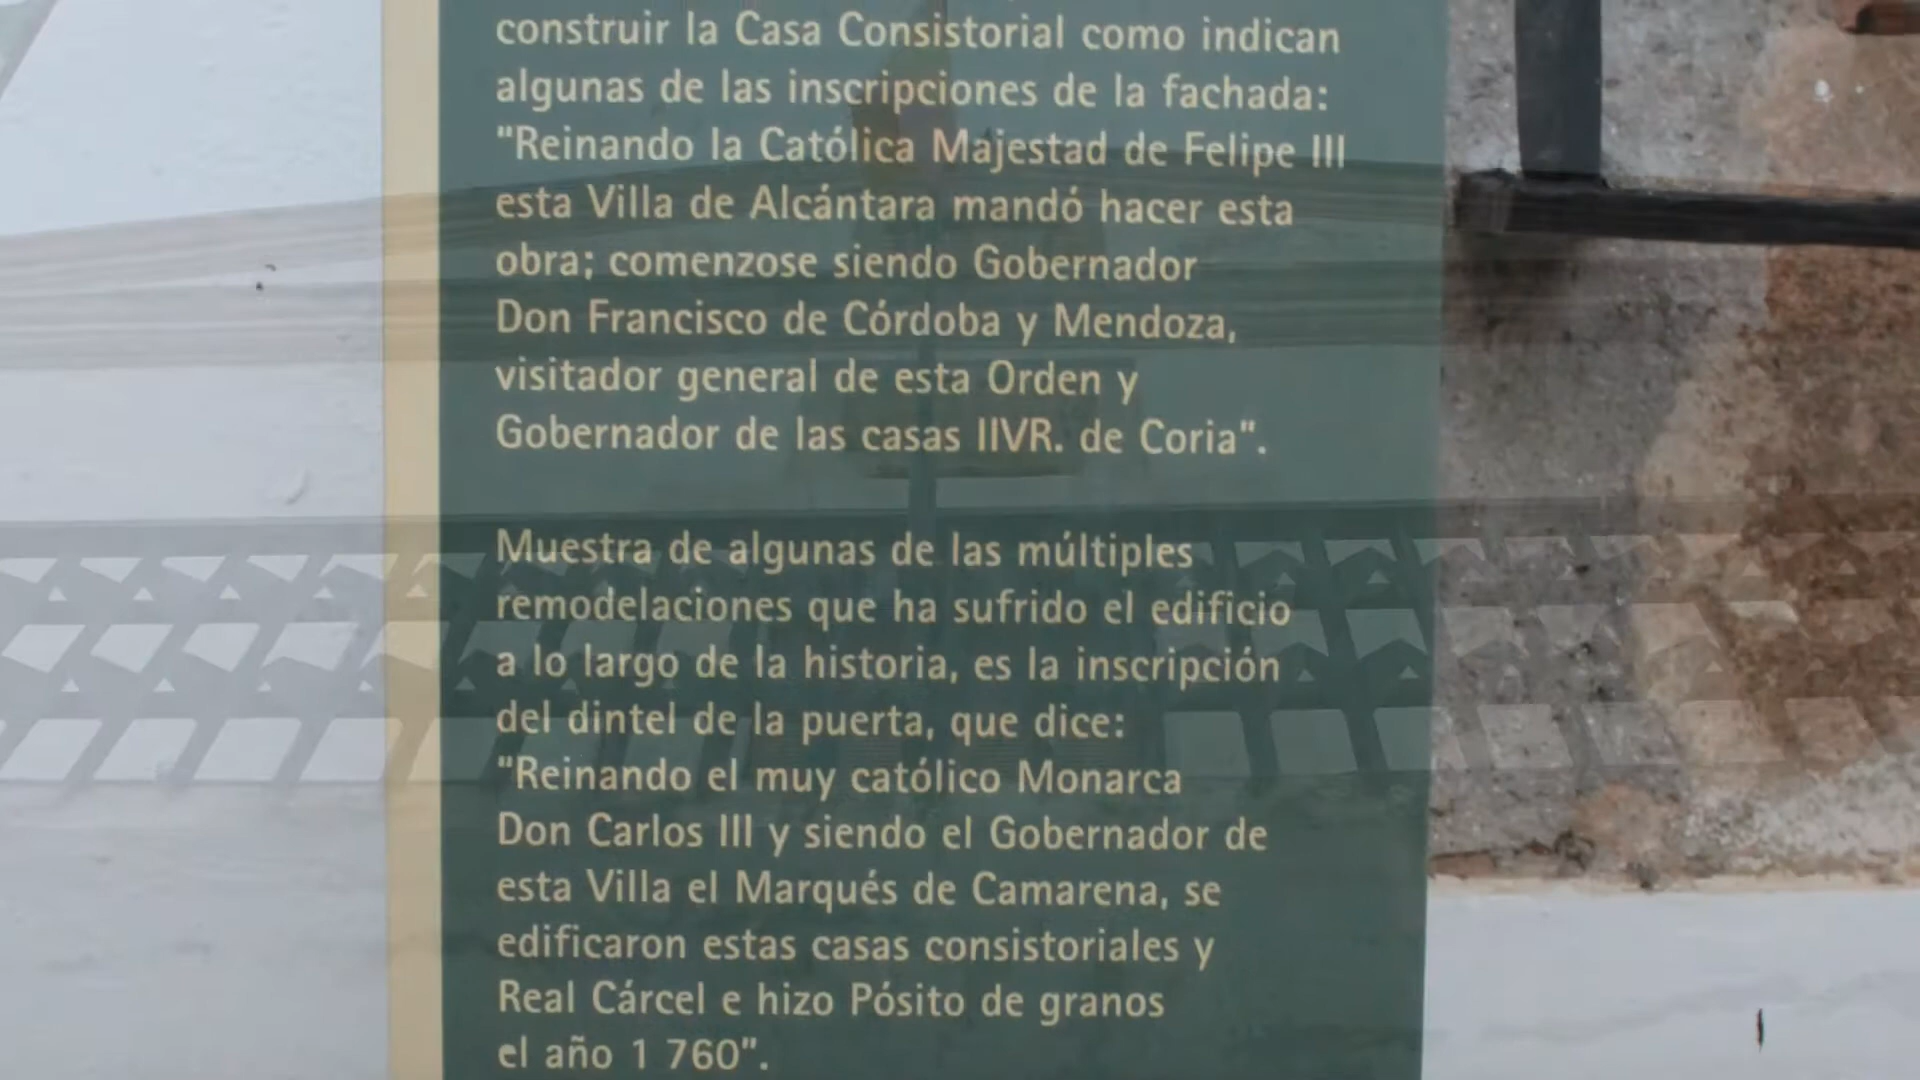 construir la Casa Consistorial como indican
algunas de las inscripciones de la fachada:
"Reinando la Católica Majestad de Felipe III
esta Villa de Alcántara mandó hacer esta
obra; comenzose siendo Gobernador
Don Francisco de Córdoba y Mendoza,
visitador general de esta Orden y
Gobernador de las casas IIVR. de Coria".
Muestra de algunas de las múltiples
remodelaciones que ha sufrido el edificio
a lo largo de la historia, es la inscripción
del dintel de la puerta, que dice:
"Reinando el muy católico Monarca
Don Carlos III y siendo el Gobernador de
esta Villa el Marqués de Camarena, se
edificaron estas casas consistoriales y
Real Cárcel e hizo Pósito de granos
el año 1 760".